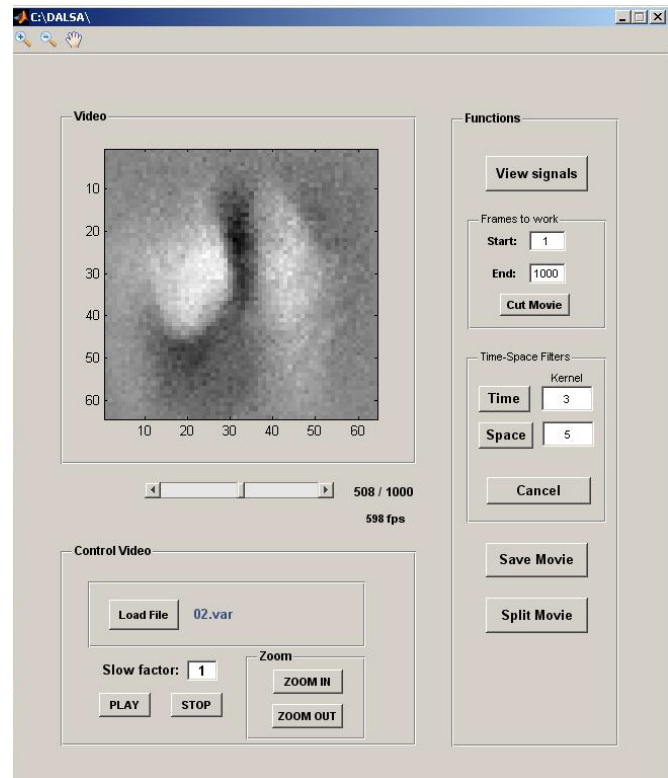 C:\DALSA\
Video
10
20
30
40
50
60
10 20 30 40 50 60
508 / 1000
598 fps
Control Video
Load File 02.var
Slow factor: 1
PLAY STOP
Zoom
ZOOM IN
ZOOM OUT
Functions
View signals
Frames to work
Start: 1
End: 1000
Cut Movie
Time-Space Filters
Kernel
Time 3
Space 5
Cancel
Save Movie
Split Movie